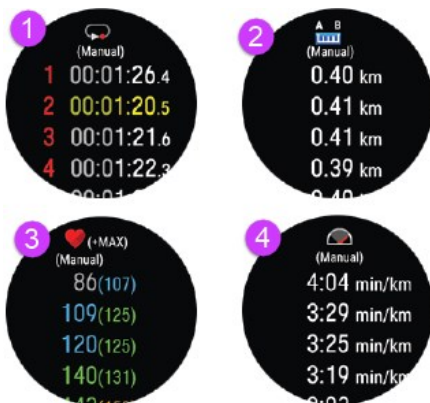 1
(Manual)
1 00:01:26.4
2 00:01:20.5
3 00:01:21.6
4 00:01:22.3
2
A B
(Manual)
0.40 km
0.41 km
0.41 km
0.39 km
3
(+MAX)
(Manual)
86(107)
109(125)
120(125)
140(131)
4
(Manual)
4:04 min/km
3:29 min/km
3:25 min/km
3:19 min/km